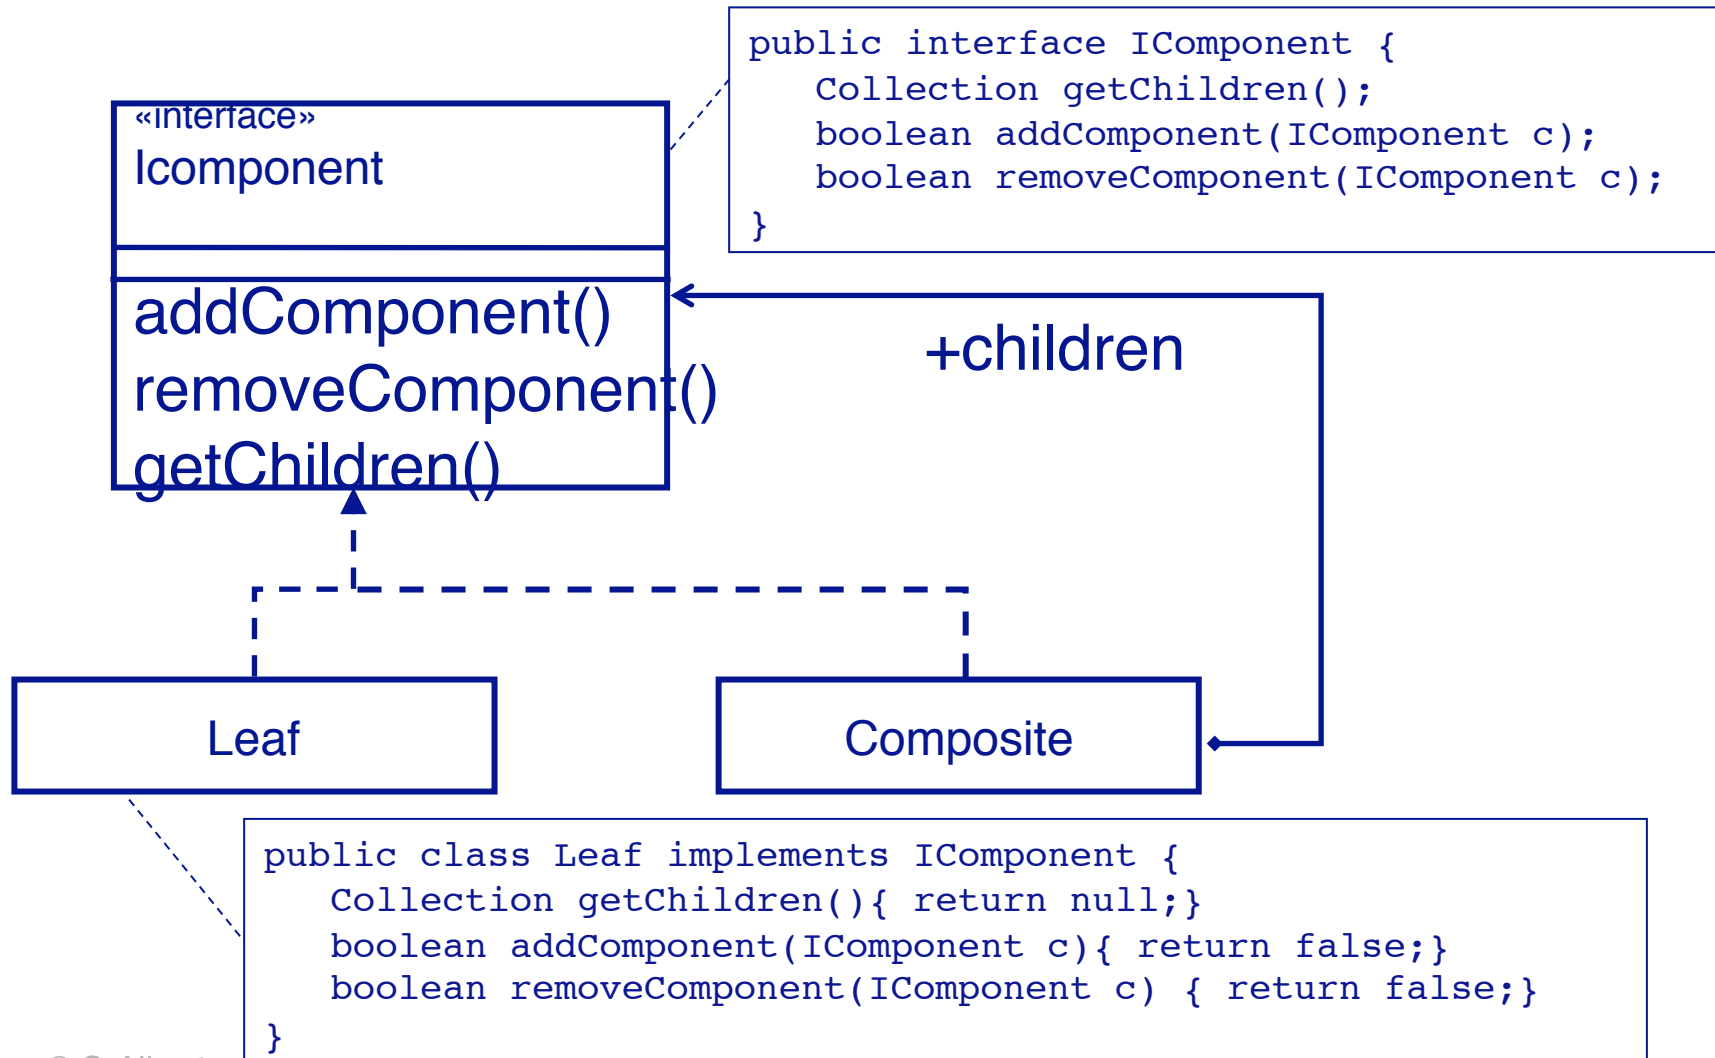 public interface IComponent {
Collection getChildren();
boolean addComponent(IComponent c);
boolean removeComponent(IComponent c);
}
«interface»
Icomponent
addComponent()
removeComponent()
getChildren()
+children
Leaf
Composite
public class Leaf implements IComponent {
Collection getChildren(){ return null;}
boolean addComponent(IComponent c){ return false;}
boolean removeComponent(IComponent c) { return false;}
}